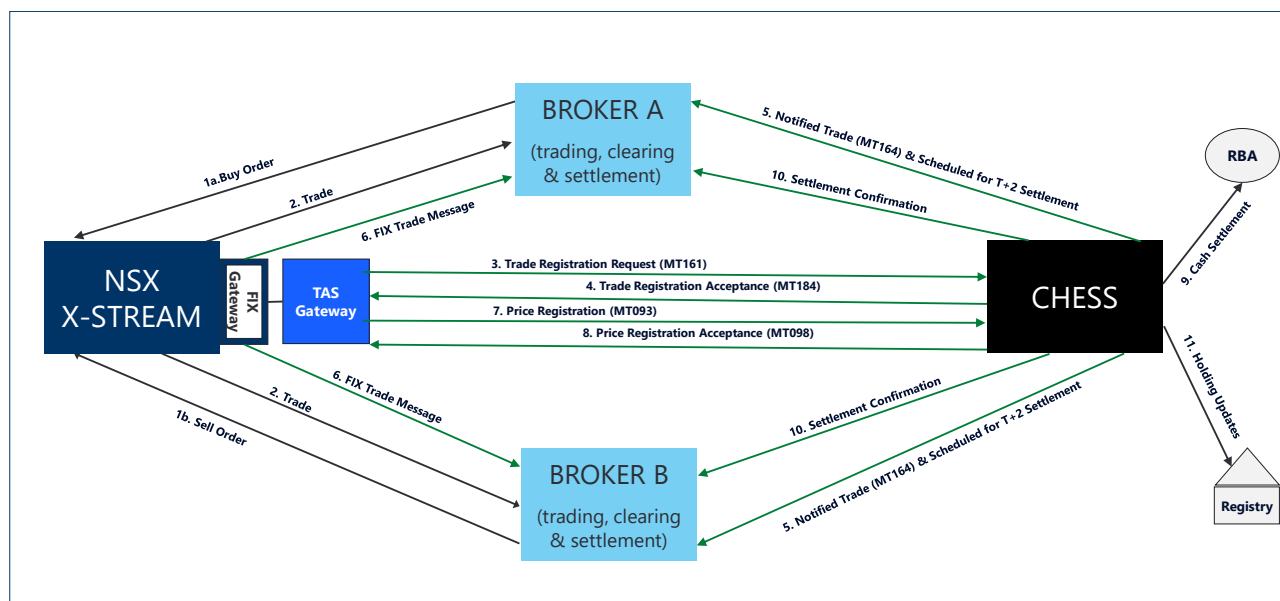 BROKER A
(trading, clearing
& settlement)
5. Notified Trade (MT164) & Scheduled for T+2 Settlement
RBA
1a.Buy Order
2. Trade
10. Settlement Confirmation
6. FIX Trade Message
9. Cash Settlement
NSX
X-STREAM
FIX
Gateway
TAS
Gateway
3. Trade Registration Request (MT161)
4. Trade Registration Acceptance (MT184)
7. Price Registration (MT093)
8. Price Registration Acceptance (MT098)
CHESS
11. Holding Updates
6. FIX Trade Message
2. Trade
1b. Sell Order
10. Settlement Confirmation
5. Notified Trade (MT164) & Scheduled for T+2 Settlement
BROKER B
(trading, clearing
& settlement)
Registry